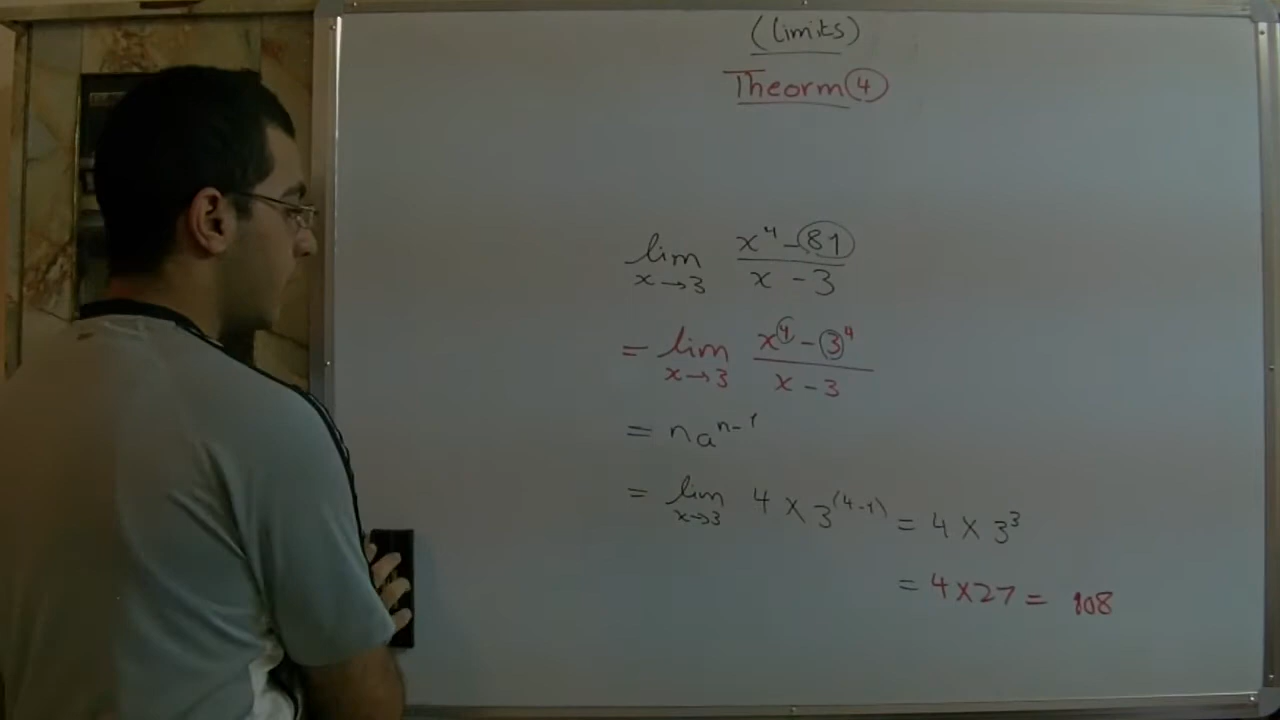 (limits)
Theorm 4
lim x→3 x⁴ - 81 / x - 3
= lim x→3 x⁴ - 3⁴ / x - 3
= naⁿ⁻¹
= lim x→3 4 × 3⁽⁴⁻¹⁾ = 4 × 3³
= 4×27 = 108